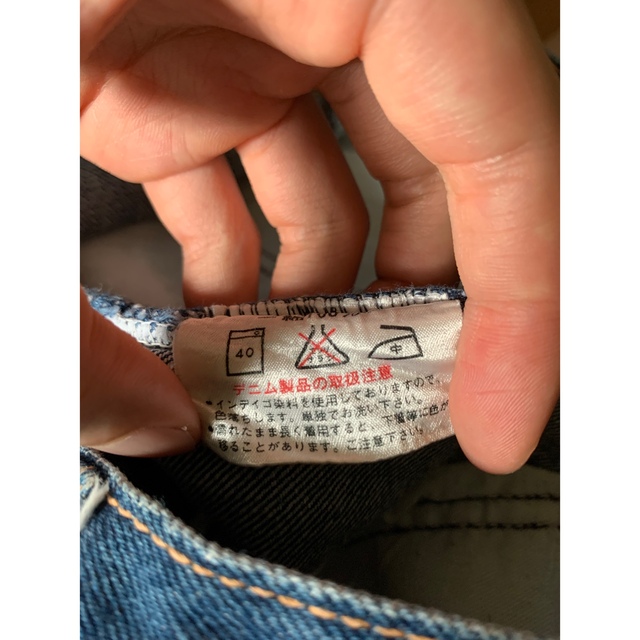 40 中
デニム製品の取扱注意
●インディゴ染料を使用しておりますので、
色落ちします。単独でお洗い下さい。
●濡れたまま長く着用すると 下着等に色が
移ることがあります。ご注意下さい。